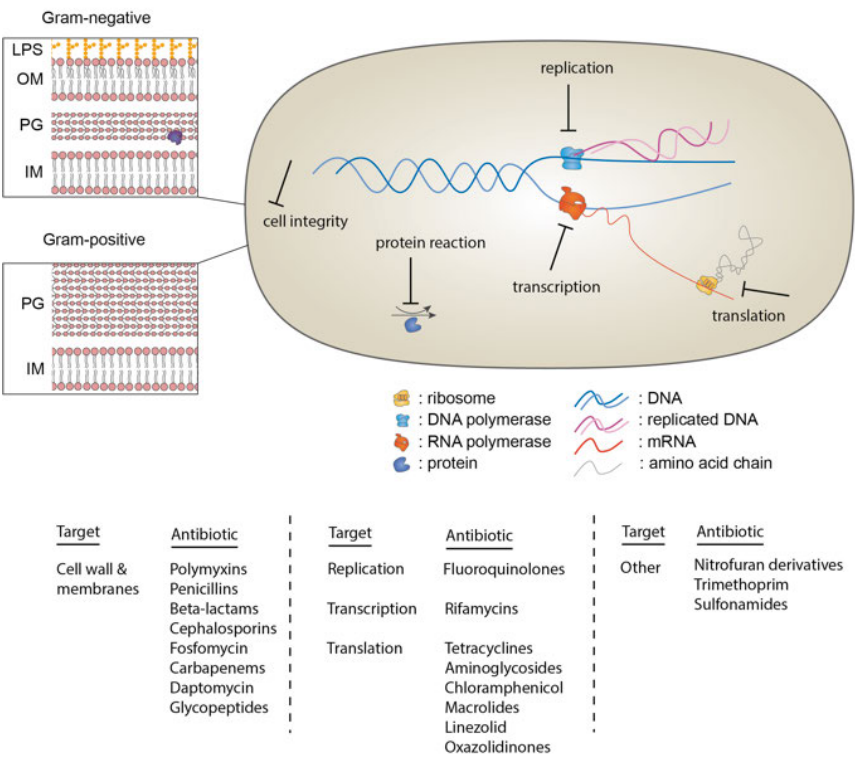 Gram-negative
LPS
OM
PG
IM
Gram-positive
PG
IM
replication
cell integrity
protein reaction
transcription
translation
: ribosome
: DNA polymerase
: RNA polymerase
: protein
: DNA
: replicated DNA
: mRNA
: amino acid chain
Target Antibiotic
Cell wall & Polymyxins
membranes Penicillins
Beta-lactams
Cephalosporins
Fosfomycin
Carbapenems
Daptomycin
Glycopeptides
Target Antibiotic
Replication Fluoroquinolones
Transcription Rifamycins
Translation Tetracyclines
Aminoglycosides
Chloramphenicol
Macrolides
Linezolid
Oxazolidinones
Target Antibiotic
Other Nitrofuran derivatives
Trimethoprim
Sulfonamides